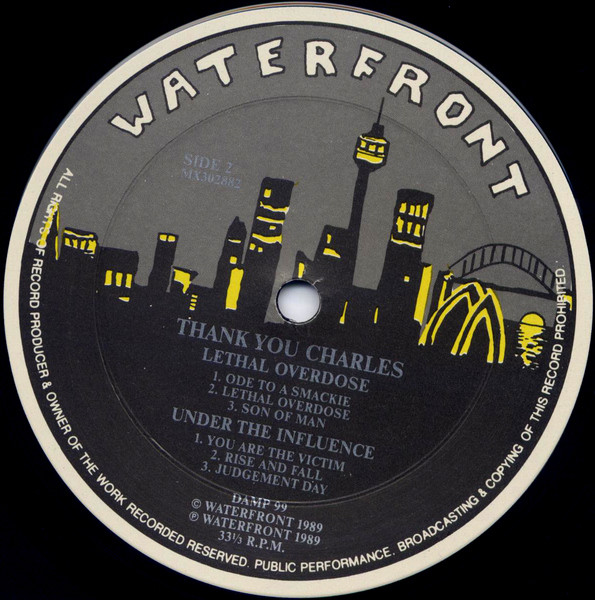 WATERFRONT
SIDE 2
MX302882
THANK YOU CHARLES
LETHAL OVERDOSE
1. ODE TO A SMACKIE
2. LETHAL OVERDOSE
3. SON OF MAN
UNDER THE INFLUENCE
1. YOU ARE THE VICTIM
2. RISE AND FALL
3. JUDGEMENT DAY
DAMP 99
© WATERFRONT 1989
℗ WATERFRONT 1989
33⅓ R.P.M.
ALL RIGHTS OF RECORD PRODUCER & OWNER OF THE WORK RECORDED RESERVED. PUBLIC PERFORMANCE. BROADCASTING & COPYING OF THIS RECORD PROHIBITED.